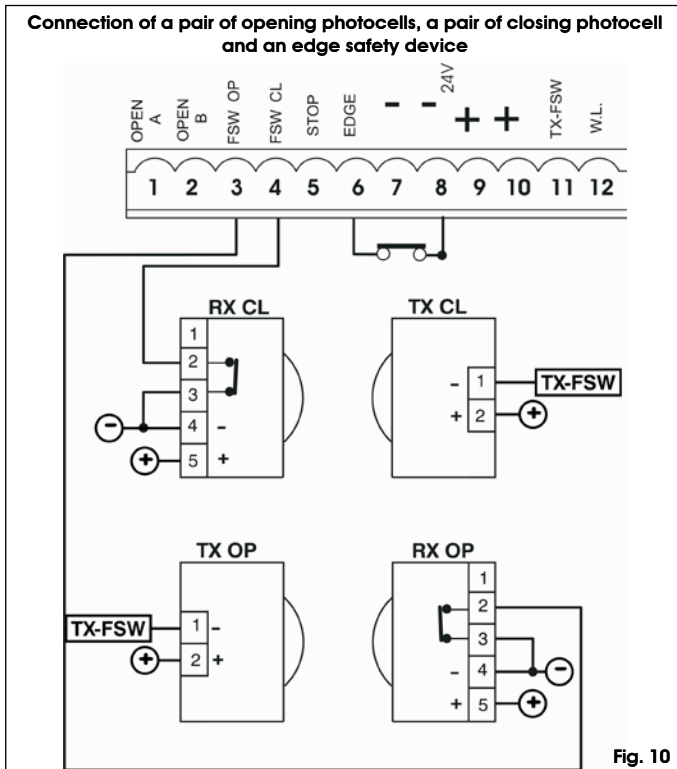 Connection of a pair of opening photocells, a pair of closing photocell
and an edge safety device
OPEN A
OPEN B
FSW OP
FSW CL
STOP
EDGE
-
-
24V
+
+
TX-FSW
W.L.
1 2 3 4 5 6 7 8 9 10 11 12
RX CL
1
2
3
- 4 -
+ 5 +
TX CL
- 1 TX-FSW
+ 2 +
TX OP
TX-FSW 1 -
+ 2 +
RX OP
1
2
3
- 4 -
+ 5 +
Fig. 10